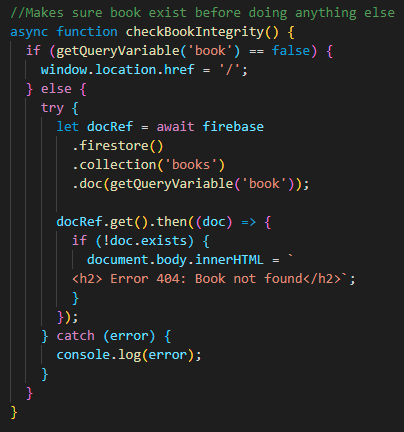 //Makes sure book exist before doing anything else
async function checkBookIntegrity() {
  if (getQueryVariable('book') == false) {
    window.location.href = '/';
  } else {
    try {
      let docRef = await firebase
        .firestore()
        .collection('books')
        .doc(getQueryVariable('book'));

      docRef.get().then((doc) => {
        if (!doc.exists) {
          document.body.innerHTML = `
        <h2> Error 404: Book not found</h2>`;
        }
      });
    } catch (error) {
      console.log(error);
    }
  }
}